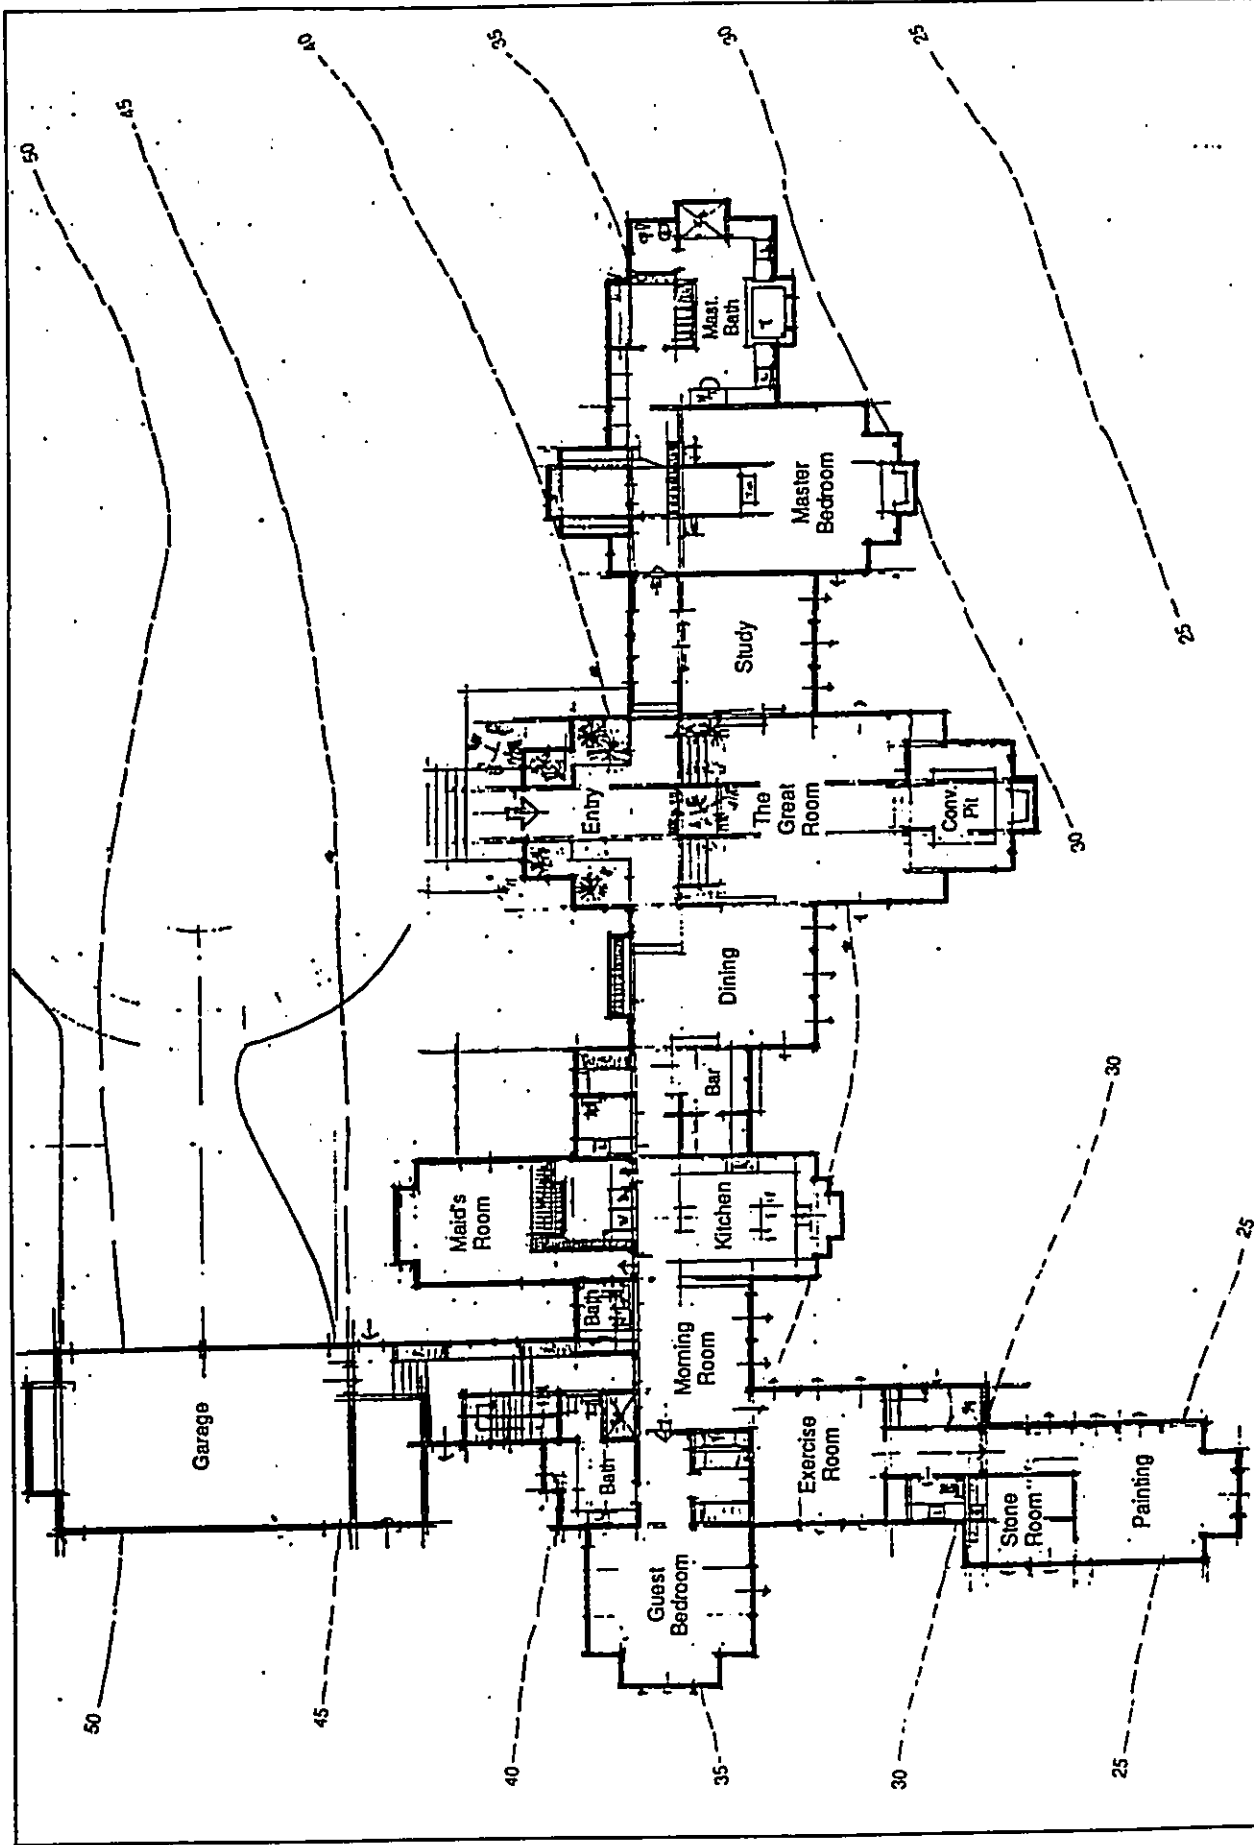 50
45
40
35
30
25
Mast.
Bath
Master
Bedroom
Study
Entry
The
Great
Room
Conv.
Pit
30
25
Dining
Bar
Maid's
Room
Kitchen
30
25
Bath
Morning
Room
Garage
Bath
Exercise
Room
Stone
Room
Painting
Guest
Bedroom
50
45
40
35
30
25